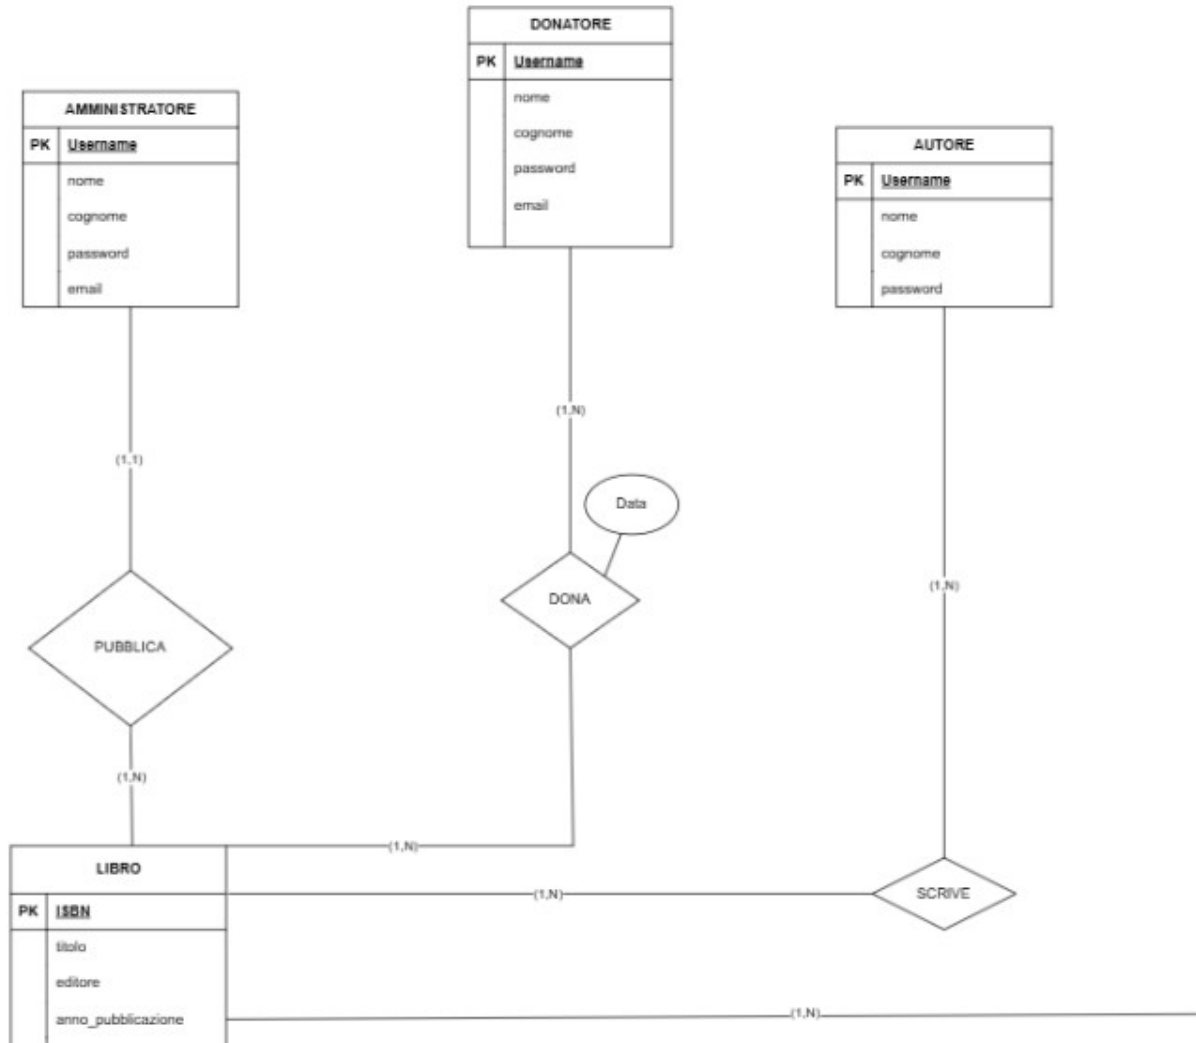 DONATORE
PK Username
nome
cognome
password
email
AMMINISTRATORE
PK Username
nome
cognome
password
email
AUTORE
PK Username
nome
cognome
password
(1,N)
(1,1)
Data
(1,N)
DONA
PUBBLICA
(1,N)
(1,N)
LIBRO
(1,N)
SCRIVE
PK ISBN
titolo
editore
anno_pubblicazione
(1,N)